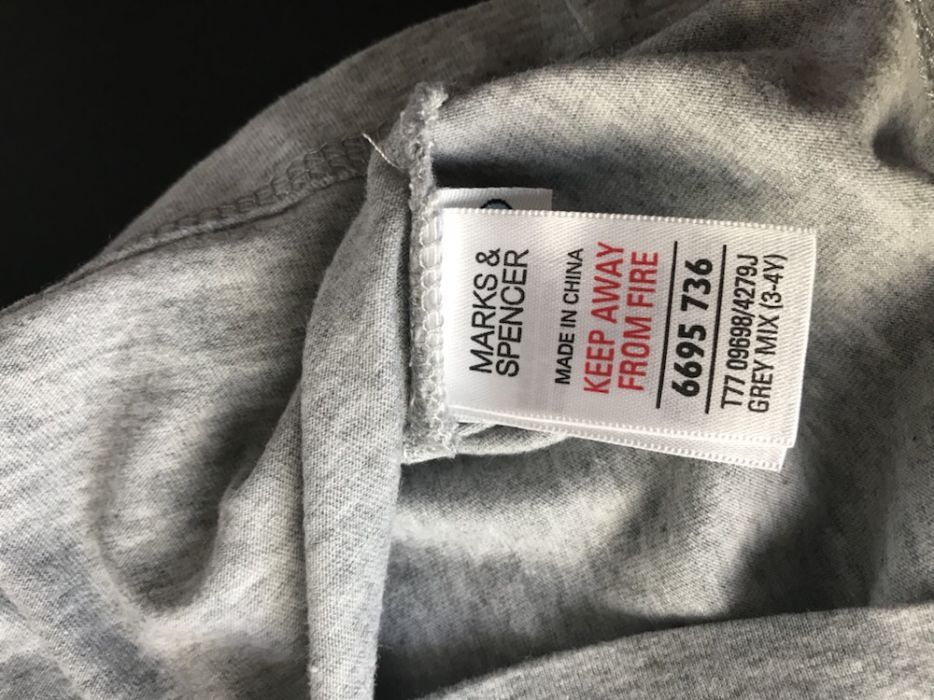 MARKS &
SPENCER
MADE IN CHINA
KEEP AWAY
FROM FIRE
6695 736
T77 09698/4279J
GREY MIX (3-4Y)